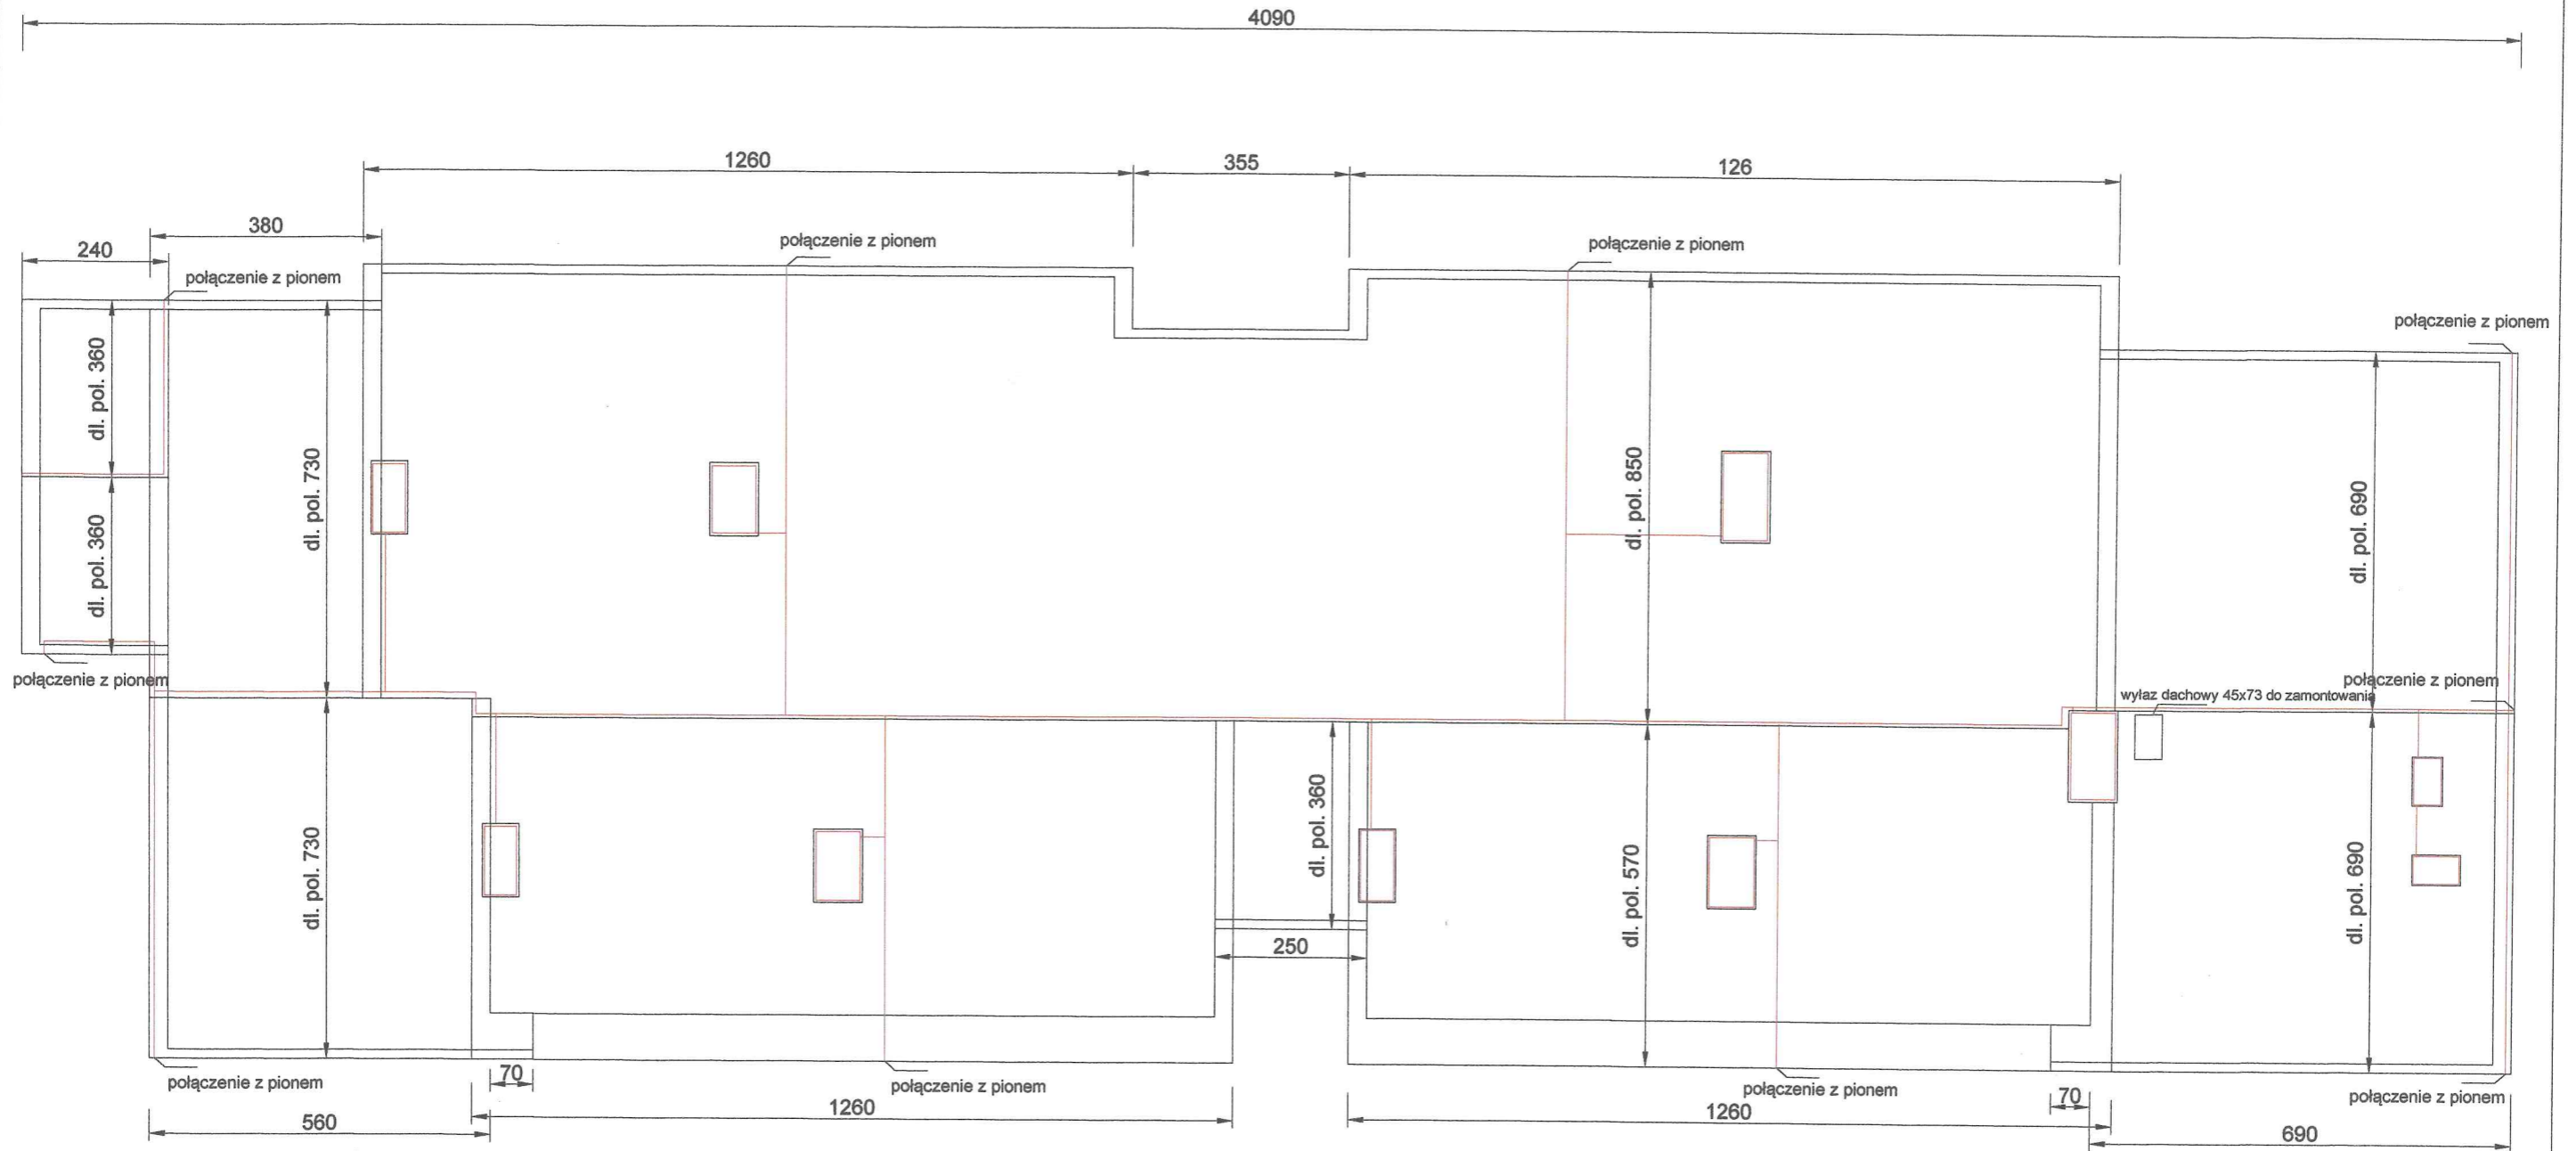 4090
1260
355
126
380
240
połączenie z pionem
połączenie z pionem
połączenie z pionem
połączenie z pionem
dl. pol. 360
dl. pol. 730
dl. pol. 850
dl. pol. 690
dl. pol. 360
połączenie z pionem
połączenie z pionem
wyłaz dachowy 45x73 do zamontowania
dl. pol. 730
dl. pol. 360
dl. pol. 570
dl. pol. 690
250
połączenie z pionem
70
połączenie z pionem
połączenie z pionem
70
połączenie z pionem
560
1260
1260
690